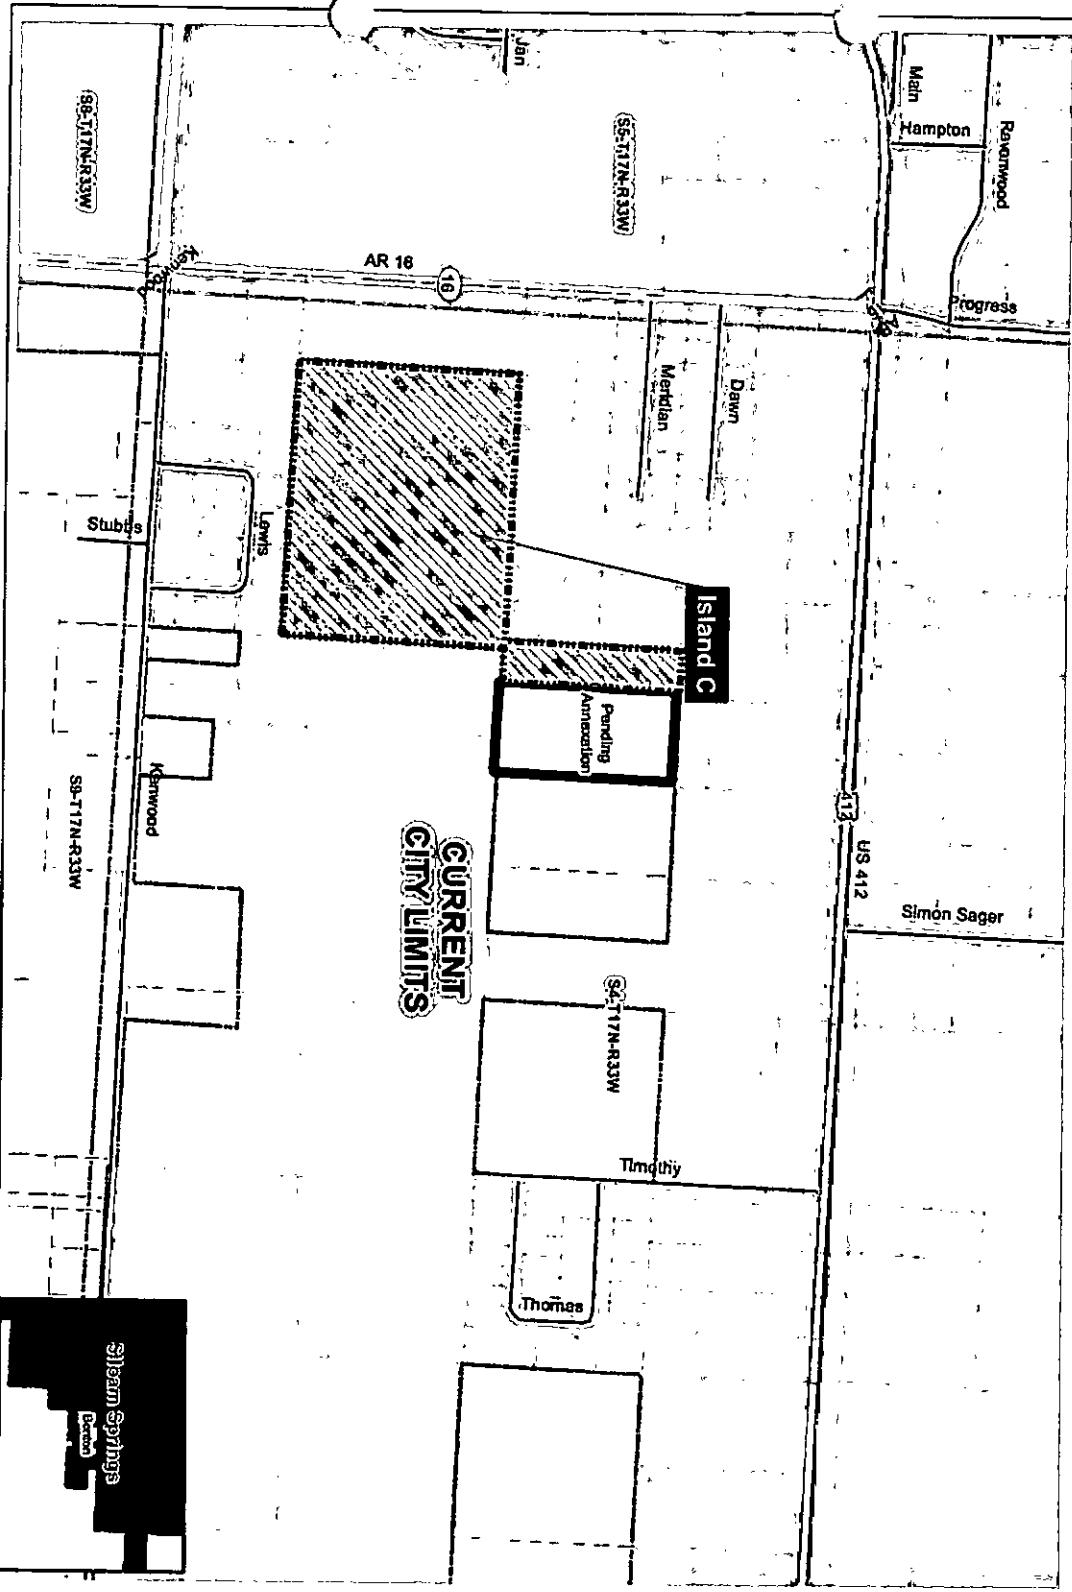 Jan
Main
Hampton
Ravenwood
S8-T17N-R33W
S5-T17N-R33W
AR 16
16
Kenwood
Progress
Meridian
Dawn
Stubbs
Lewis
Island C
Pending
Annexation
412
US 412
Simon Sager
Kenwood
S9-T17N-R33W
CURRENT
CITY LIMITS
S4-T17N-R33W
Timothy
Thomas
Siloam Springs